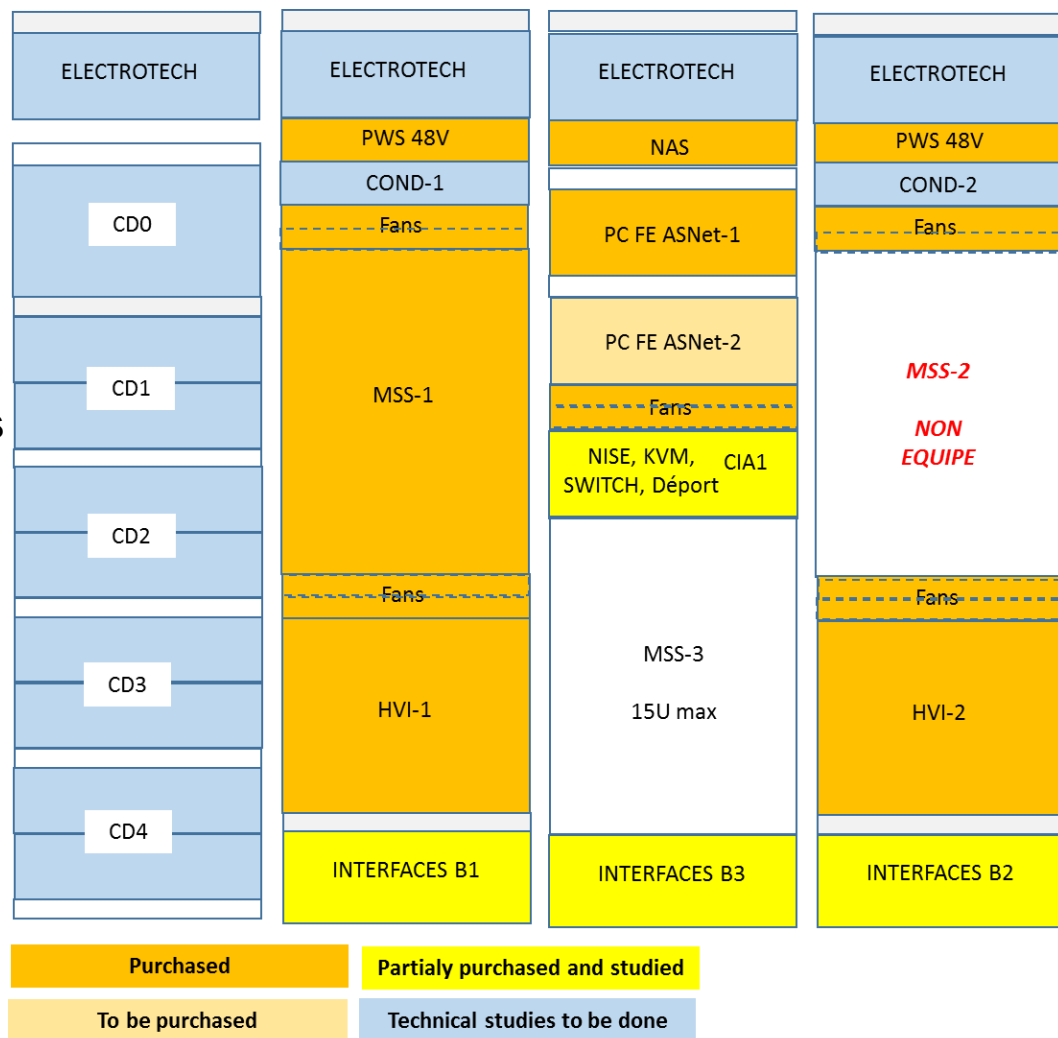 ELECTROTECH
CD0
CD1
CD2
CD3
CD4
S
ELECTROTECH
PWS 48V
COND-1
Fans
MSS-1
Fans
HVI-1
INTERFACES B1
ELECTROTECH
NAS
PC FE ASNet-1
PC FE ASNet-2
Fans
NISE, KVM, CIA1
SWITCH, Déport
MSS-3
15U max
INTERFACES B3
ELECTROTECH
PWS 48V
COND-2
Fans
MSS-2
NON
EQUIPE
Fans
HVI-2
INTERFACES B2
Purchased
Partialy purchased and studied
To be purchased
Technical studies to be done